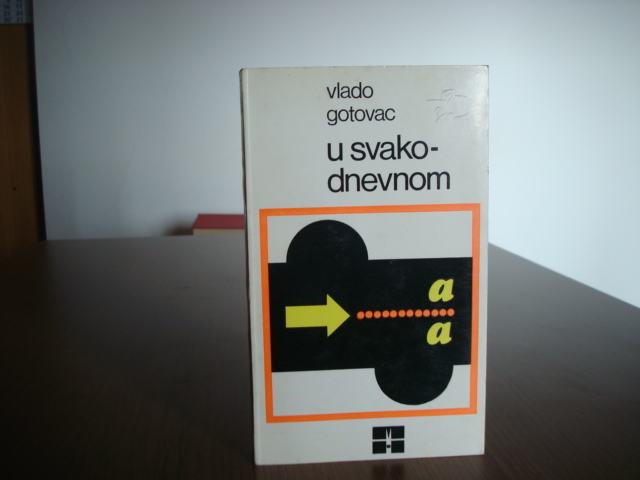 vlado
gotovac
u svako-
dnevnom
a
a